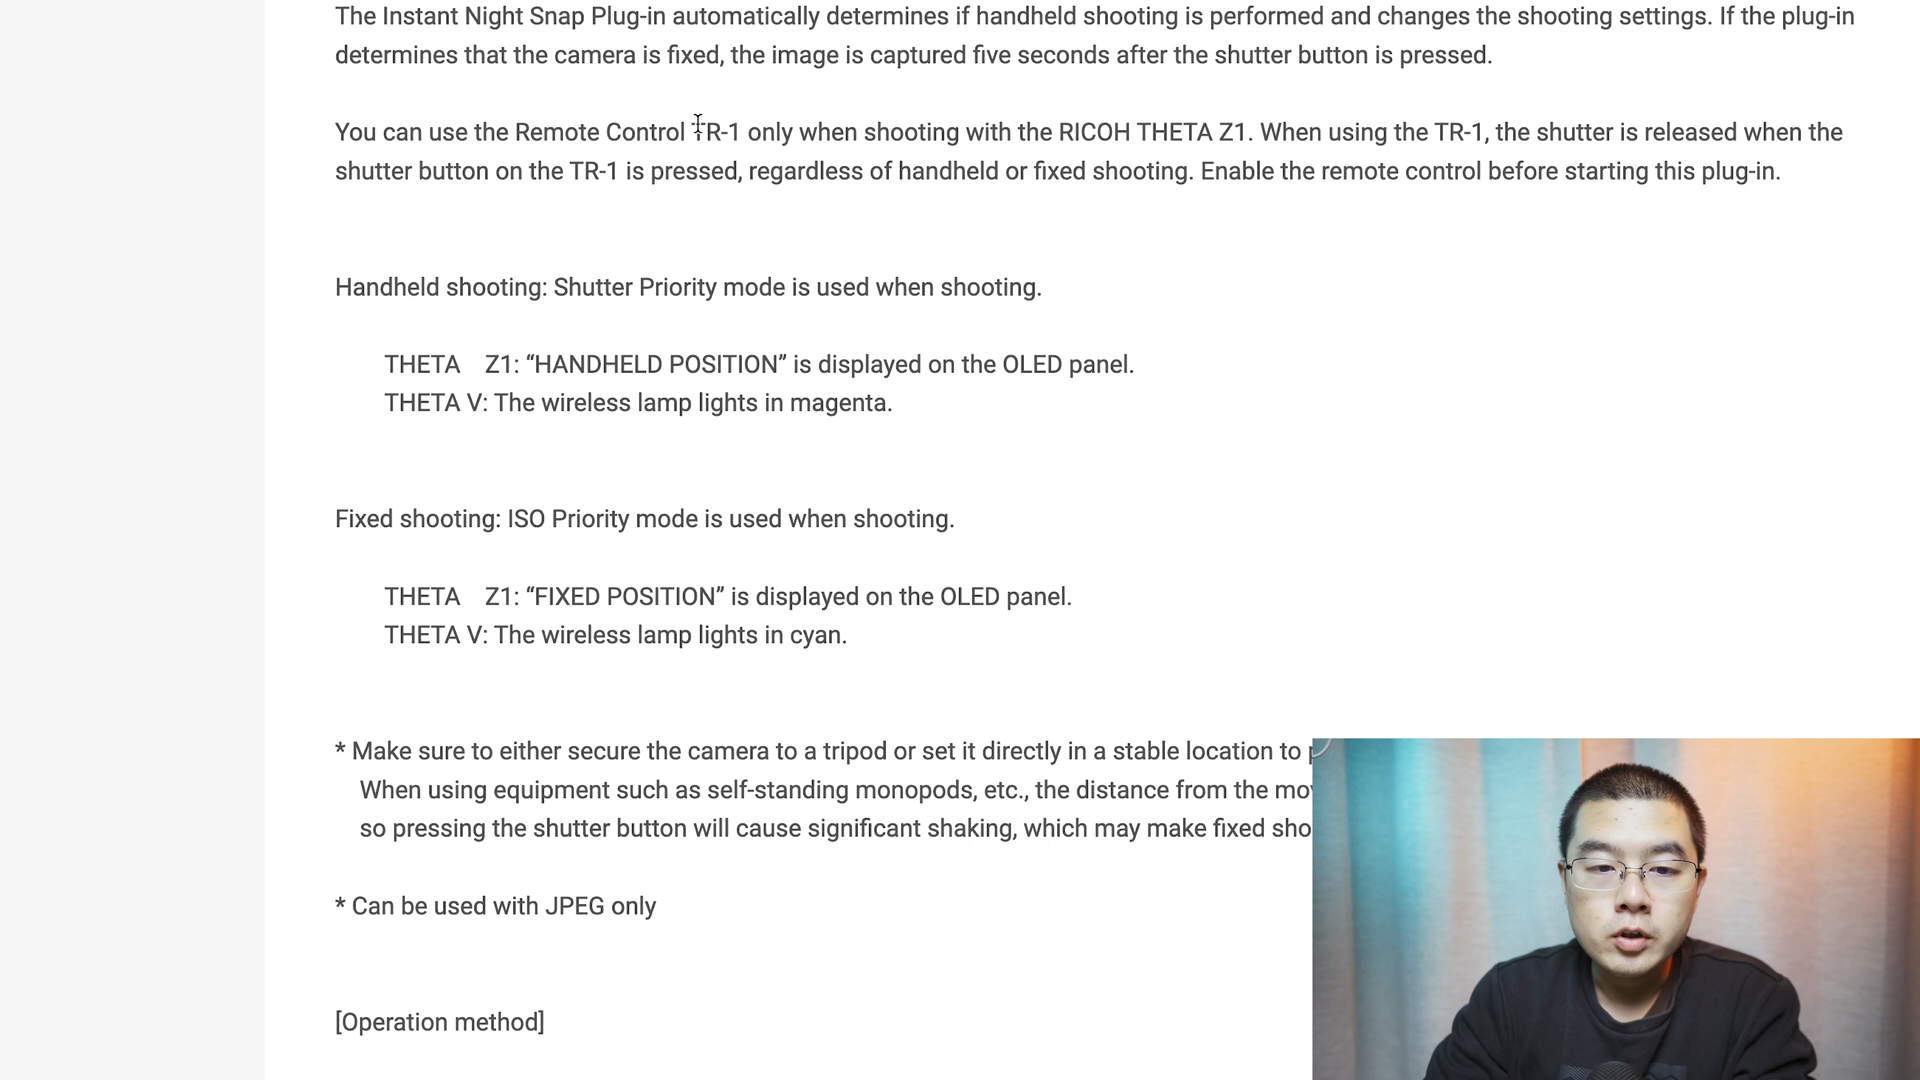 The Instant Night Snap Plug-in automatically determines if handheld shooting is performed and changes the shooting settings. If the plug-in
determines that the camera is fixed, the image is captured five seconds after the shutter button is pressed.
You can use the Remote Control TR-1 only when shooting with the RICOH THETA Z1. When using the TR-1, the shutter is released when the
shutter button on the TR-1 is pressed, regardless of handheld or fixed shooting. Enable the remote control before starting this plug-in.
Handheld shooting: Shutter Priority mode is used when shooting.
THETA Z1: “HANDHELD POSITION” is displayed on the OLED panel.
THETA V: The wireless lamp lights in magenta.
Fixed shooting: ISO Priority mode is used when shooting.
THETA Z1: “FIXED POSITION” is displayed on the OLED panel.
THETA V: The wireless lamp lights in cyan.
* Make sure to either secure the camera to a tripod or set it directly in a stable location to
When using equipment such as self-standing monopods, etc., the distance from the
so pressing the shutter button will cause significant shaking, which may make fixed
* Can be used with JPEG only
[Operation method]